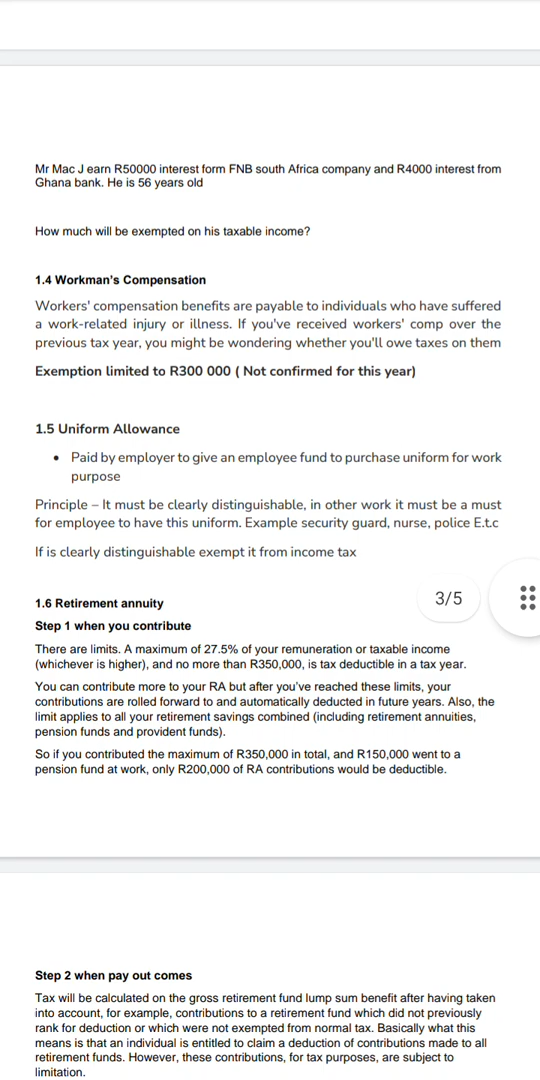 Mr Mac J earn R50000 interest form FNB south Africa company and R4000 interest from
Ghana bank. He is 56 years old
How much will be exempted on his taxable income?
1.4 Workman's Compensation
Workers' compensation benefits are payable to individuals who have suffered
a work-related injury or illness. If you've received workers' comp over the
previous tax year, you might be wondering whether you'll owe taxes on them
Exemption limited to R300 000 ( Not confirmed for this year)
1.5 Uniform Allowance
• Paid by employer to give an employee fund to purchase uniform for work
purpose
Principle – It must be clearly distinguishable, in other work it must be a must
for employee to have this uniform. Example security guard, nurse, police E.t.c
If is clearly distinguishable exempt it from income tax
3/5
1.6 Retirement annuity
Step 1 when you contribute
There are limits. A maximum of 27.5% of your remuneration or taxable income
(whichever is higher), and no more than R350,000, is tax deductible in a tax year.
You can contribute more to your RA but after you've reached these limits, your
contributions are rolled forward to and automatically deducted in future years. Also, the
limit applies to all your retirement savings combined (including retirement annuities,
pension funds and provident funds).
So if you contributed the maximum of R350,000 in total, and R150,000 went to a
pension fund at work, only R200,000 of RA contributions would be deductible.
Step 2 when pay out comes
Tax will be calculated on the gross retirement fund lump sum benefit after having taken
into account, for example, contributions to a retirement fund which did not previously
rank for deduction or which were not exempted from normal tax. Basically what this
means is that an individual is entitled to claim a deduction of contributions made to all
retirement funds. However, these contributions, for tax purposes, are subject to
limitation.